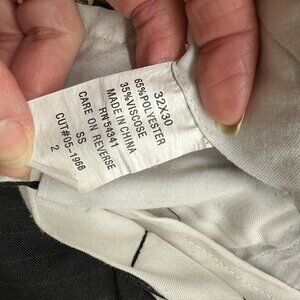 32X30
65%POLYESTER
35%VISCOSE
MADE IN CHINA
RN 54341
CARE ON REVERSE
SS
CUT#05-1968
2